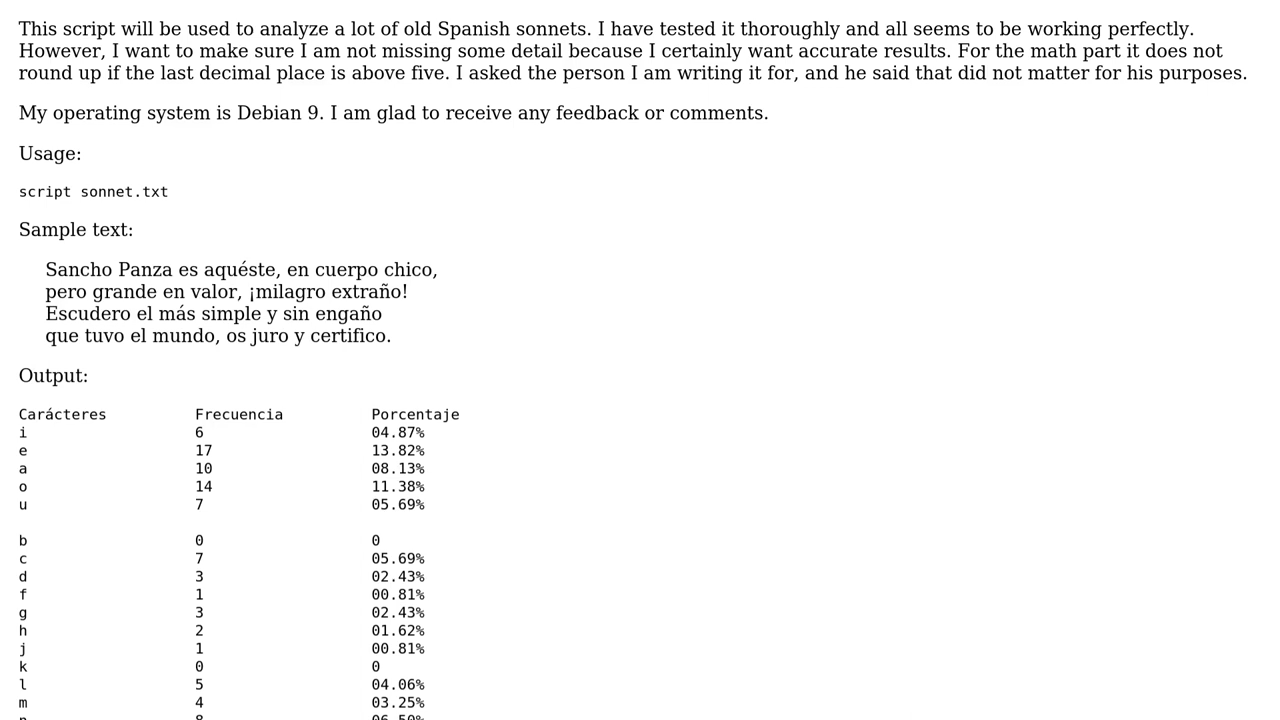 This script will be used to analyze a lot of old Spanish sonnets. I have tested it thoroughly and all seems to be working perfectly.
However, I want to make sure I am not missing some detail because I certainly want accurate results. For the math part it does not
round up if the last decimal place is above five. I asked the person I am writing it for, and he said that did not matter for his purposes.
My operating system is Debian 9. I am glad to receive any feedback or comments.
Usage:
script sonnet.txt
Sample text:
Sancho Panza es aquéste, en cuerpo chico,
pero grande en valor, ¡milagro extraño!
Escudero el más simple y sin engaño
que tuvo el mundo, os juro y certifico.
Output:
Carácteres Frecuencia Porcentaje
i 6 04.87%
e 17 13.82%
a 10 08.13%
o 14 11.38%
u 7 05.69%
b 0 0
c 7 05.69%
d 3 02.43%
f 1 00.81%
g 3 02.43%
h 2 01.62%
j 1 00.81%
k 0 0
l 5 04.06%
m 4 03.25%
n 8 06.50%